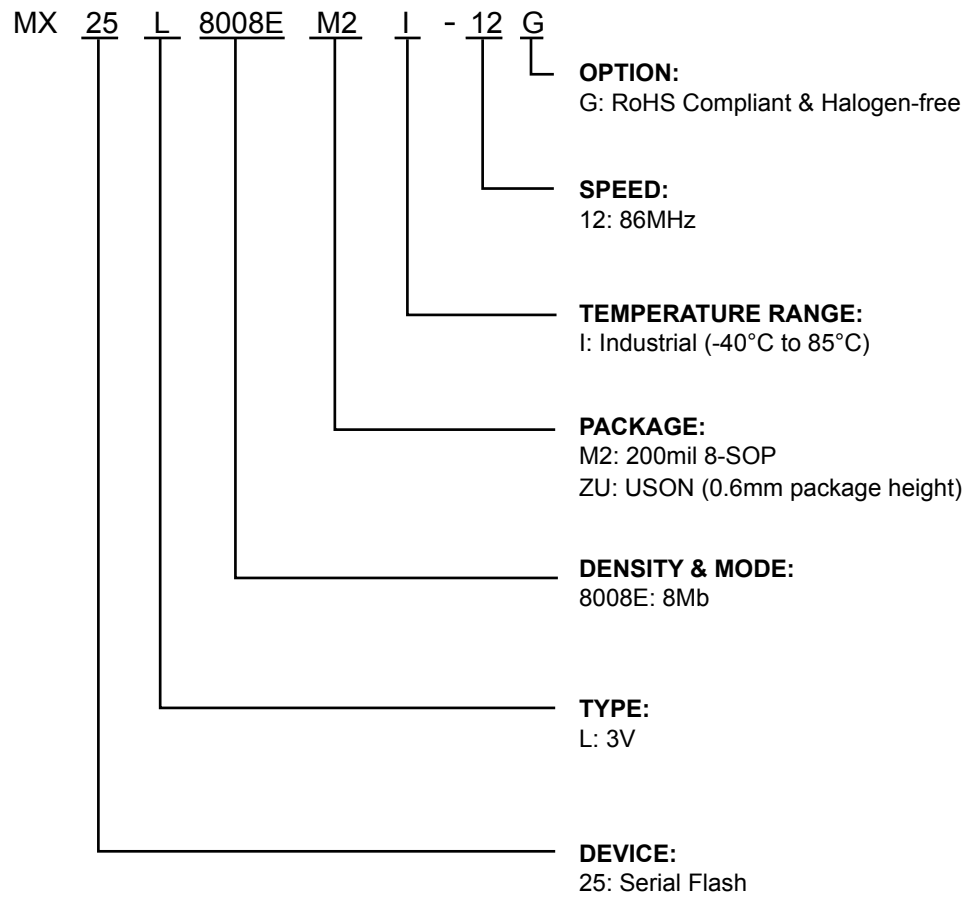 MX 25 L 8008E M2 I - 12 G
OPTION:
G: RoHS Compliant & Halogen-free
SPEED:
12: 86MHz
TEMPERATURE RANGE:
I: Industrial (-40°C to 85°C)
PACKAGE:
M2: 200mil 8-SOP
ZU: USON (0.6mm package height)
DENSITY & MODE:
8008E: 8Mb
TYPE:
L: 3V
DEVICE:
25: Serial Flash